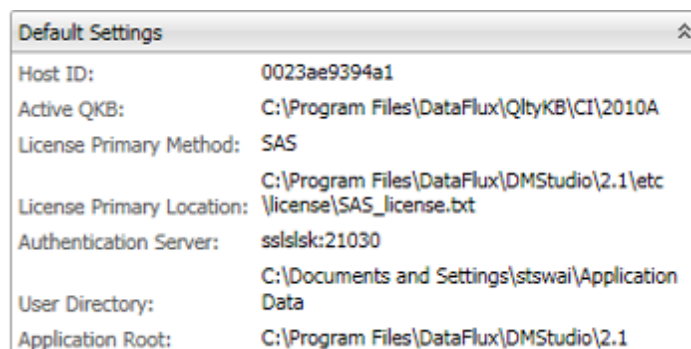 Default Settings
Host ID: 0023ae9394a1
Active QKB: C:\Program Files\DataFlux\QltyKB\CI\2010A
License Primary Method: SAS
C:\Program Files\DataFlux\DMStudio\2.1\etc
License Primary Location: \license\SAS_license.txt
Authentication Server: sslslsk:21030
C:\Documents and Settings\stswai\Application
User Directory: Data
Application Root: C:\Program Files\DataFlux\DMStudio\2.1